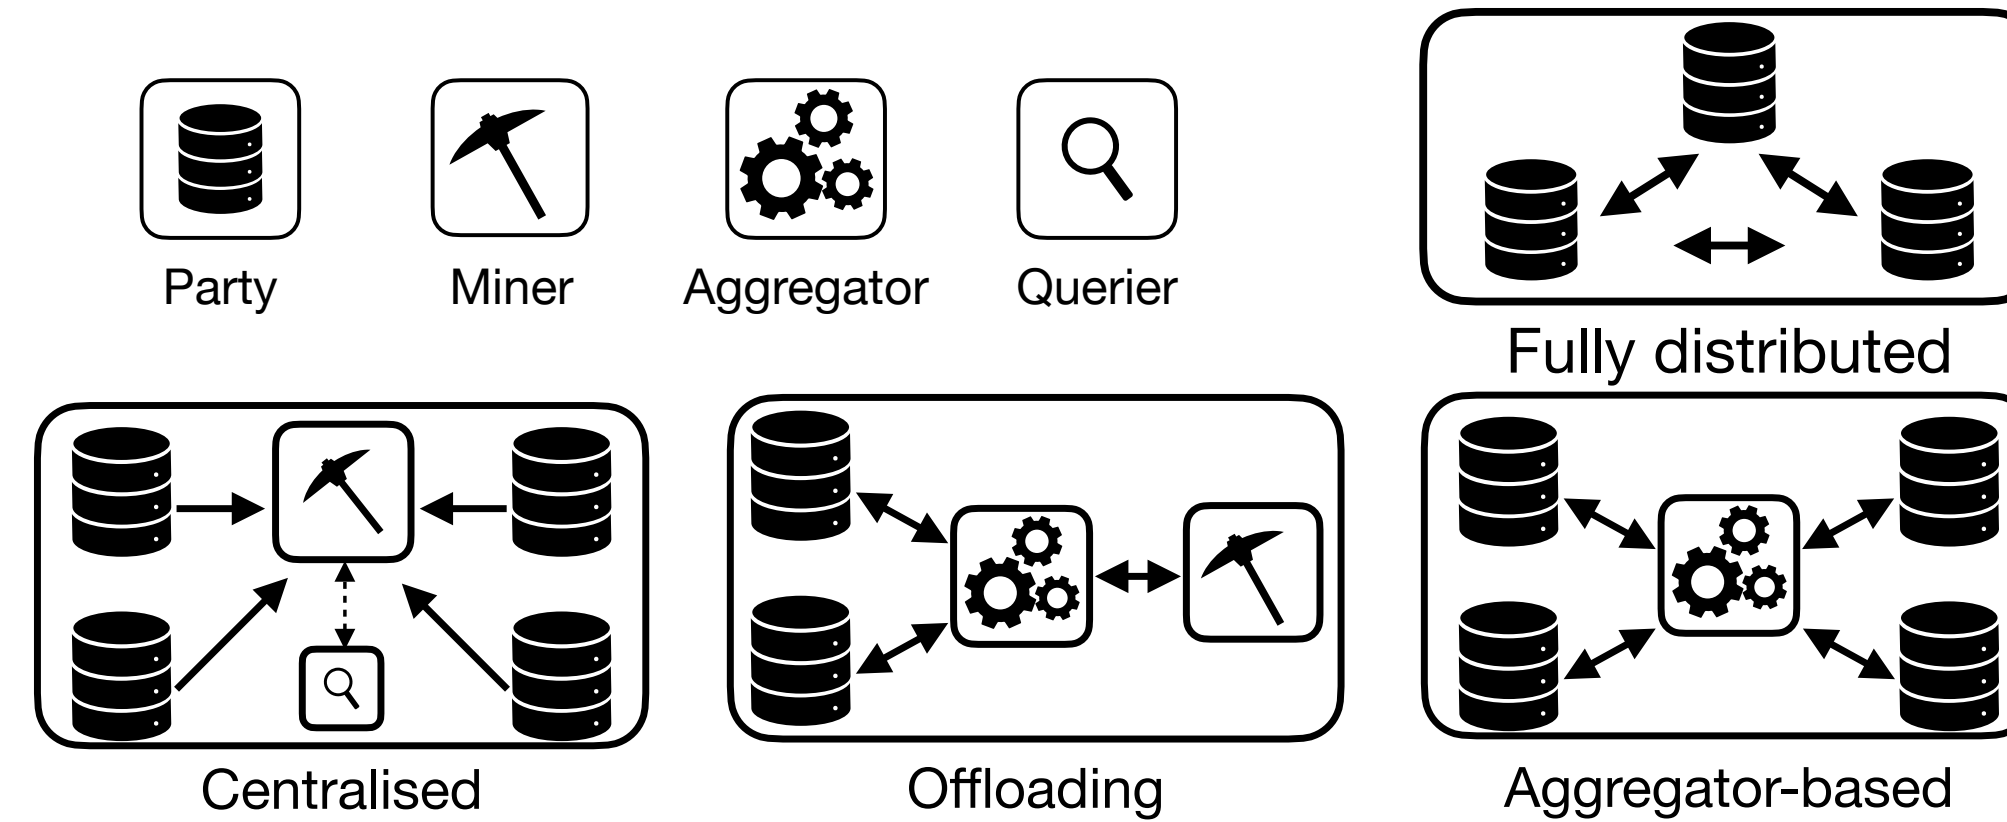 Party
Miner
Aggregator
Querier
Fully distributed
Centralised
Offloading
Aggregator-based